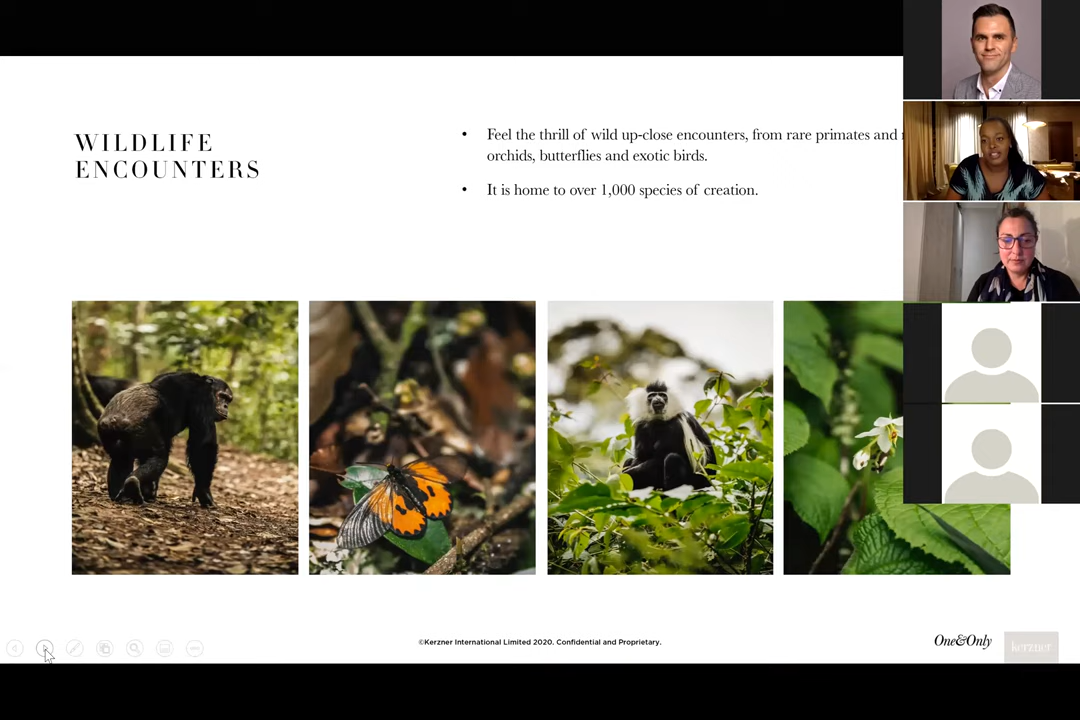 WILDLIFE
ENCOUNTERS
• Feel the thrill of wild up-close encounters, from rare primates and
orchids, butterflies and exotic birds.
• It is home to over 1,000 species of creation.
©Kerzner International Limited 2020. Confidential and Proprietary.
One&Only
kerzner